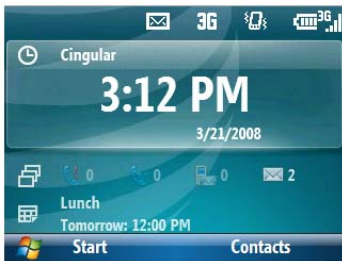 3G 3G
Cingular
3:12 PM
3/21/2008
0 0 0 2
Lunch
Tomorrow: 12:00 PM
Start Contacts